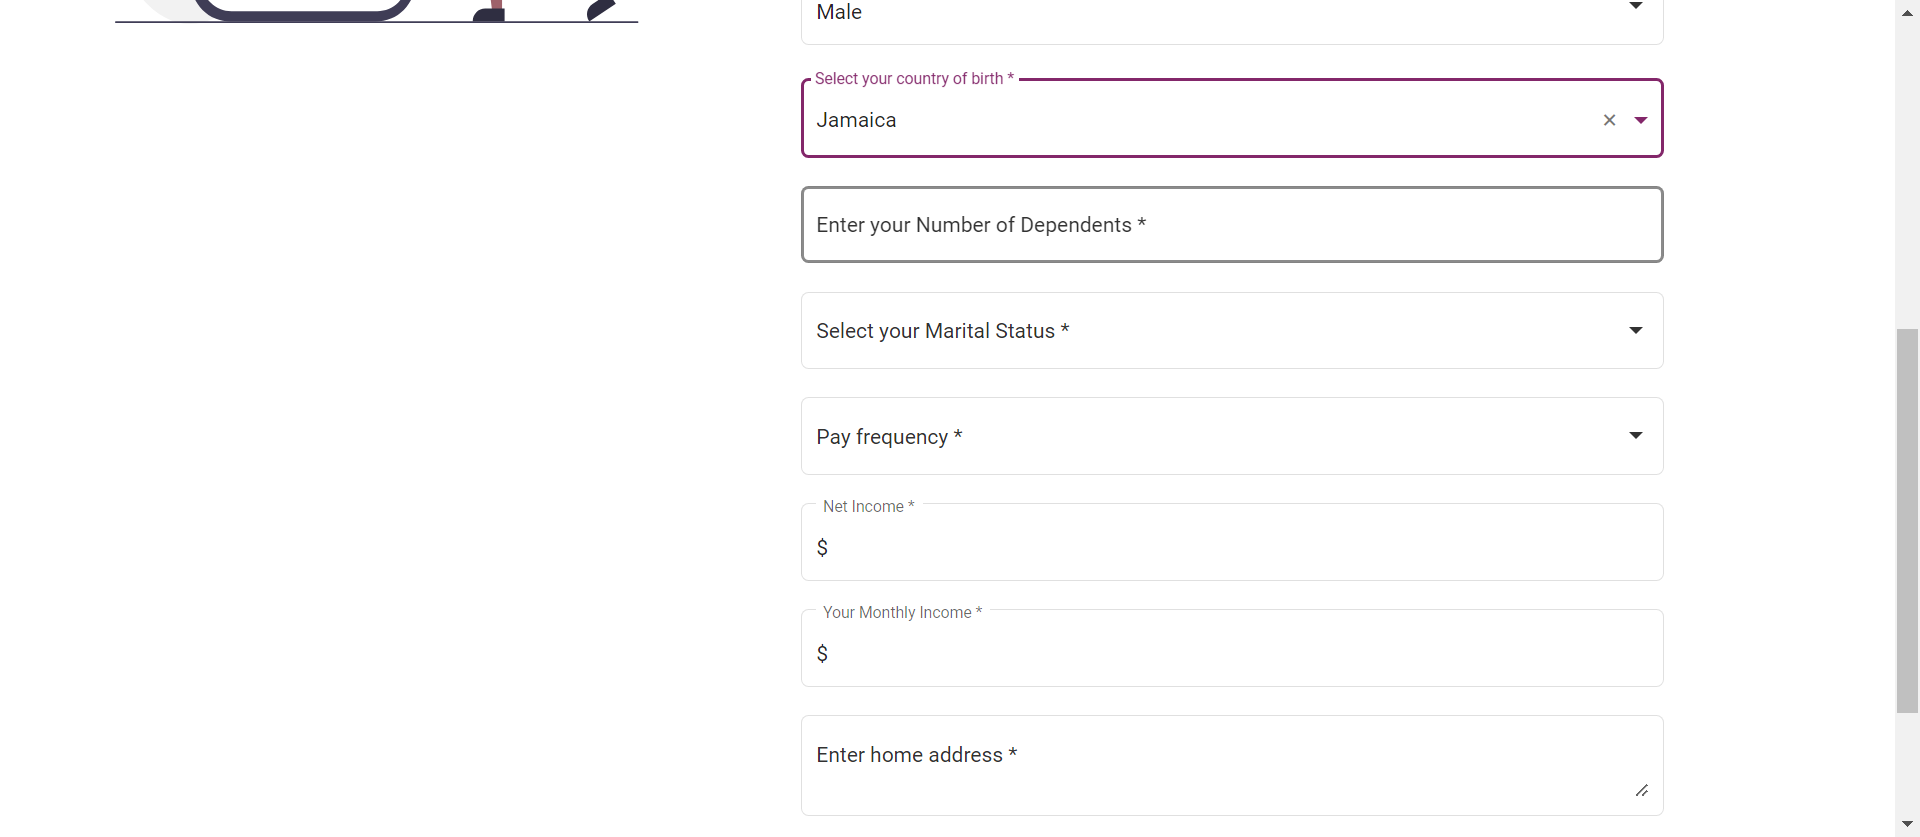 Male
Select your country of birth *
Jamaica
Enter your Number of Dependents *
Select your Marital Status *
Pay frequency *
Net Income *
$
Your Monthly Income *
$
Enter home address *